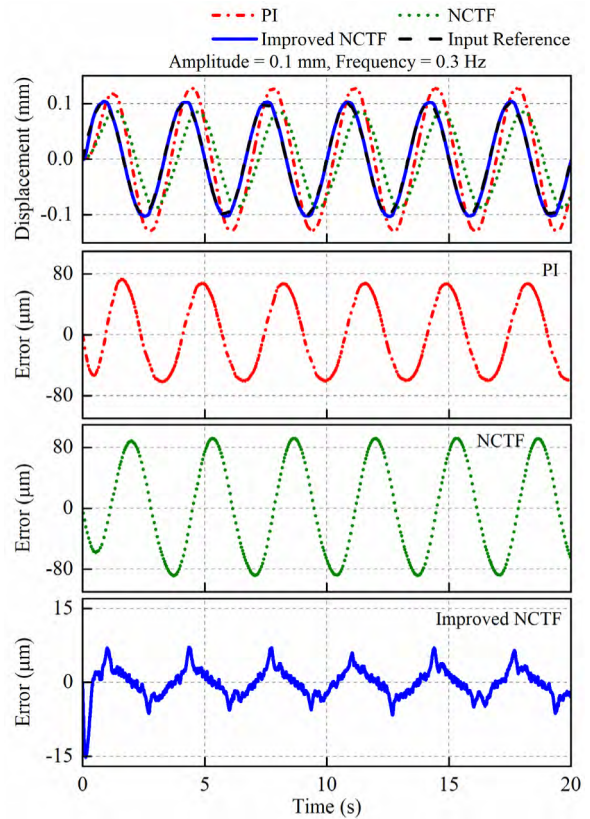 PI NCTF
Improved NCTF Input Reference
Amplitude = 0.1 mm, Frequency = 0.3 Hz
Displacement (mm)
0.1
0.0
-0.1
Error (μm)
80
0
-80
PI
Error (μm)
80
0
-80
NCTF
Error (μm)
15
0
-15
Improved NCTF
0 5 10 15 20
Time (s)